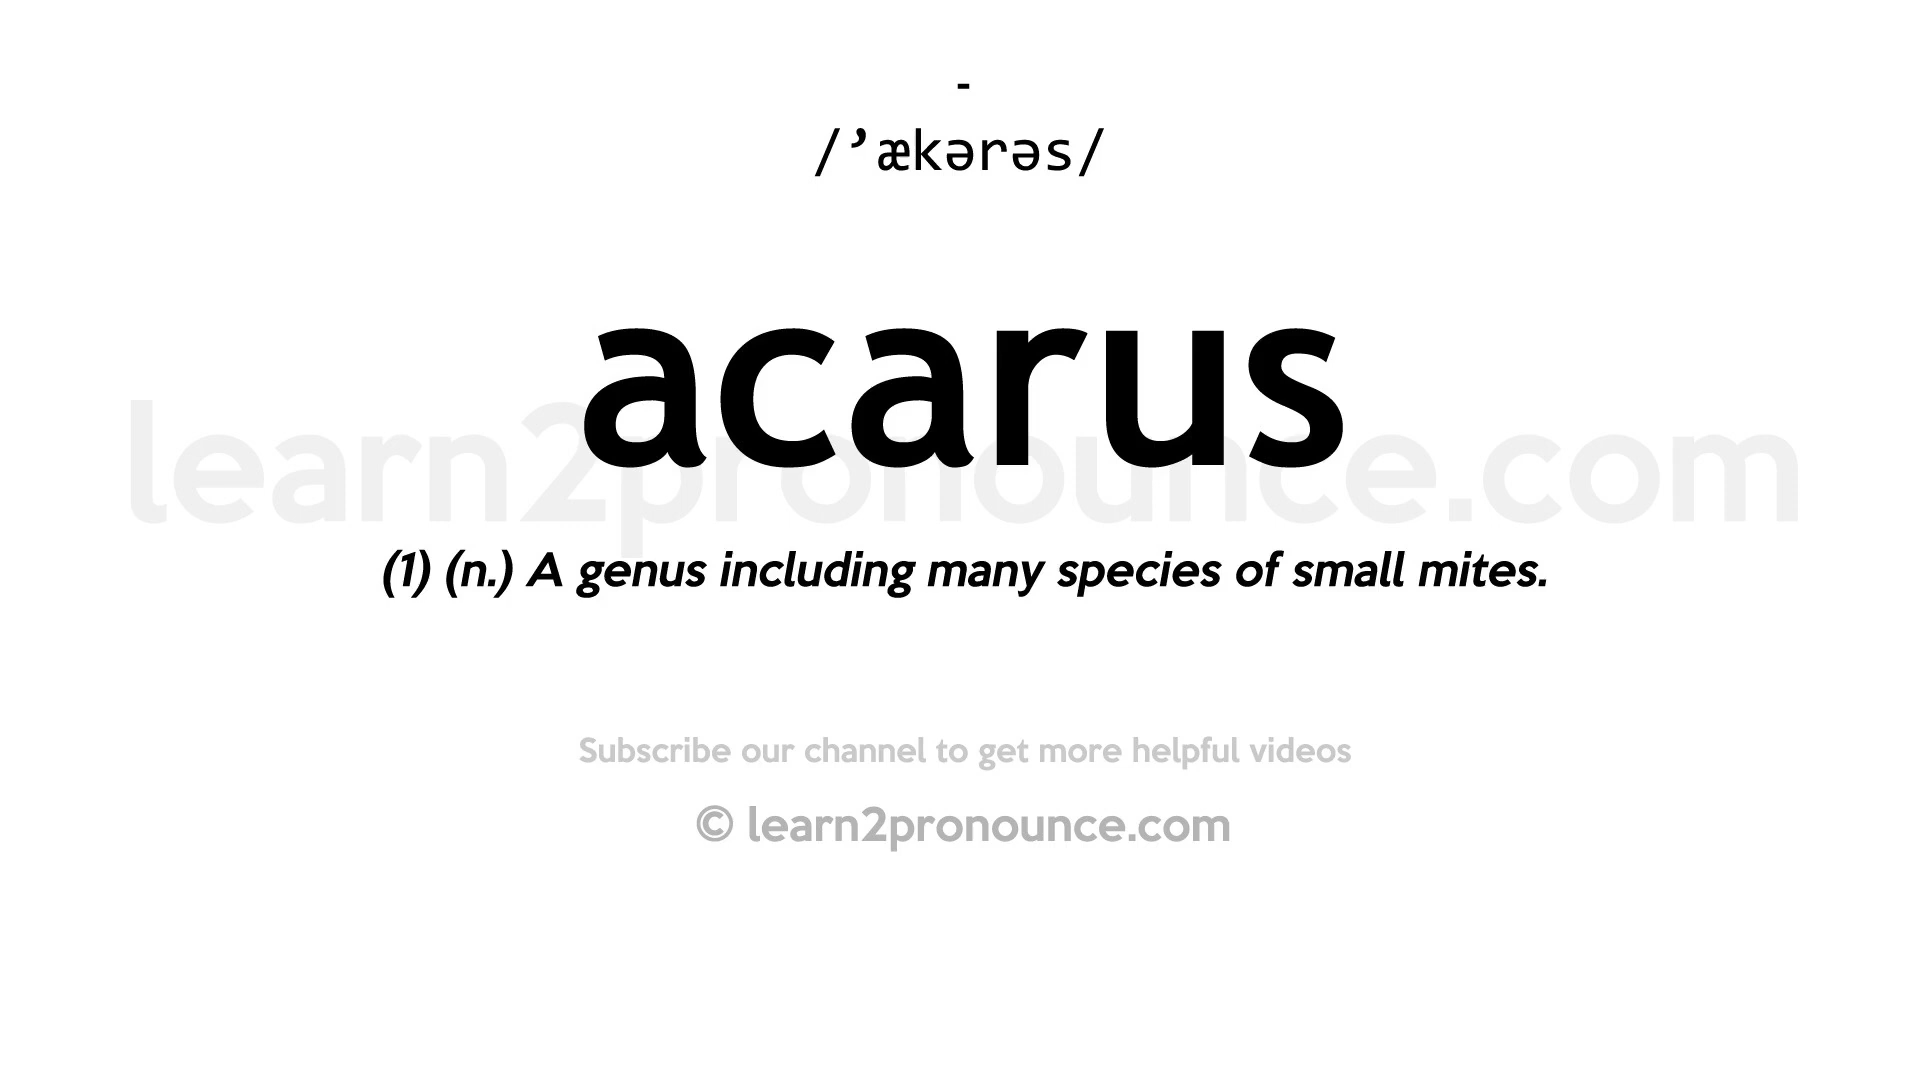 -
/’ækərəs/
acarus
learn2pronounce.com
(1) (n.) A genus including many species of small mites.
Subscribe our channel to get more helpful videos
© learn2pronounce.com